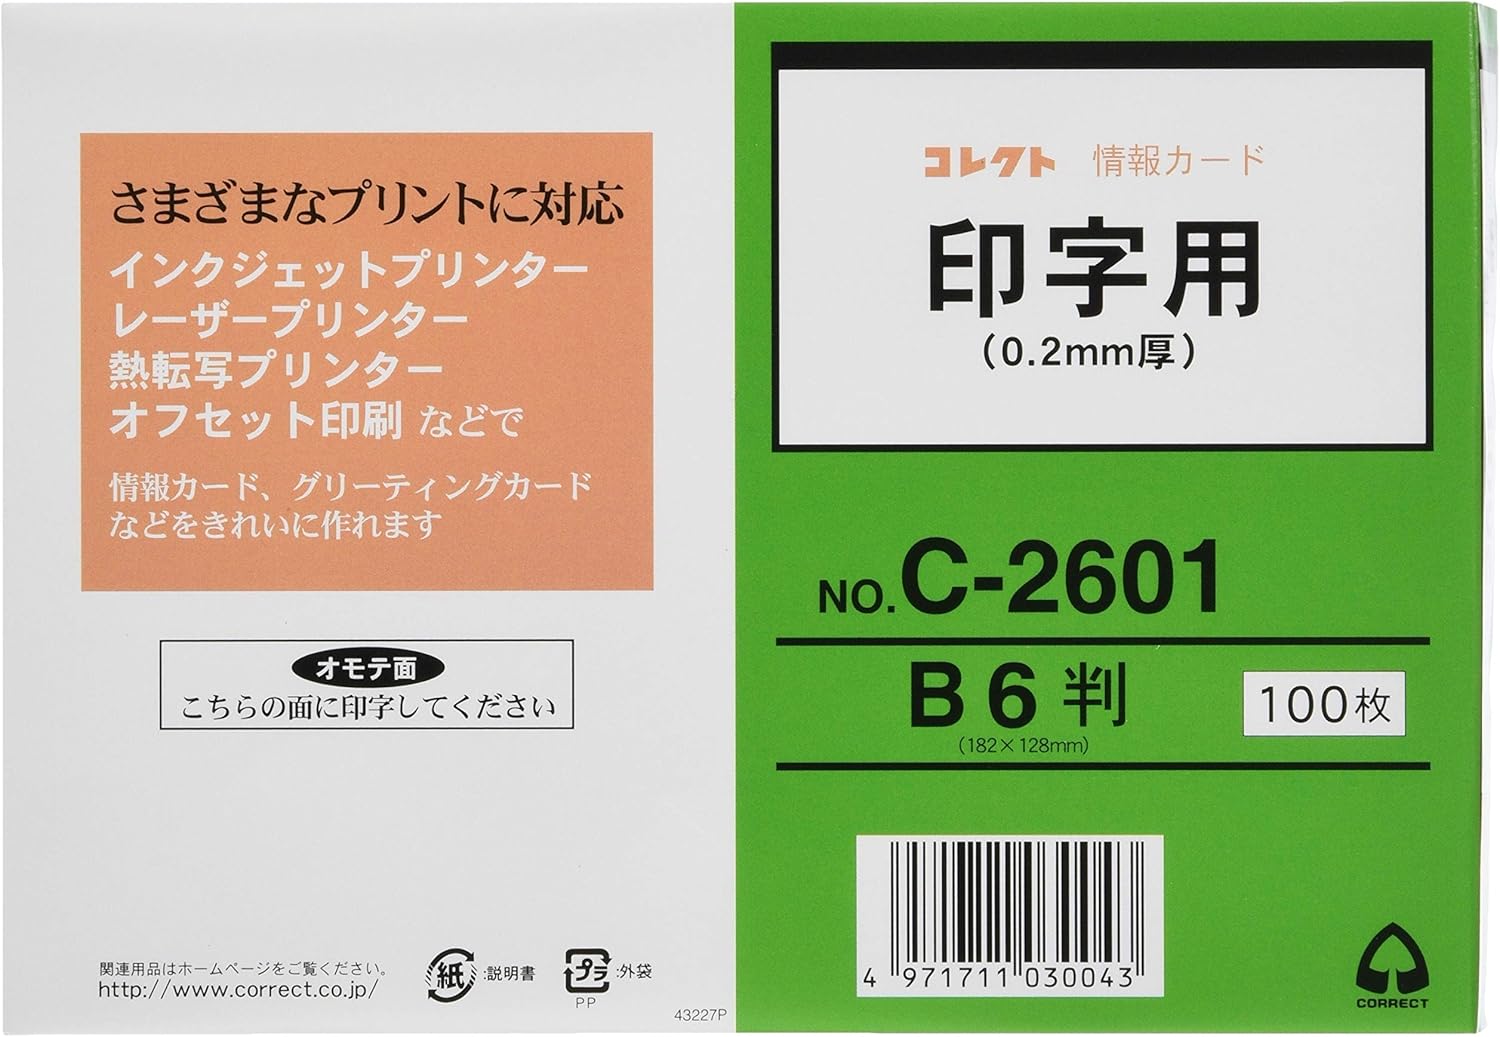 さまざまなプリントに対応
インクジェットプリンター
レーザープリンター
熱転写プリンター
オフセット印刷 などで
情報カード、グリーティングカード
などをきれいに作れます
オモテ面
こちらの面に印字してください
関連用品はホームページをご覧ください。
http://www.correct.co.jp/
紙 :説明書
プラ :外袋
PP
43227P
コレクト 情報カード
印字用
(0.2mm厚)
NO. C-2601
B6判
(182×128mm)
100枚
4 971711 030043
CORRECT